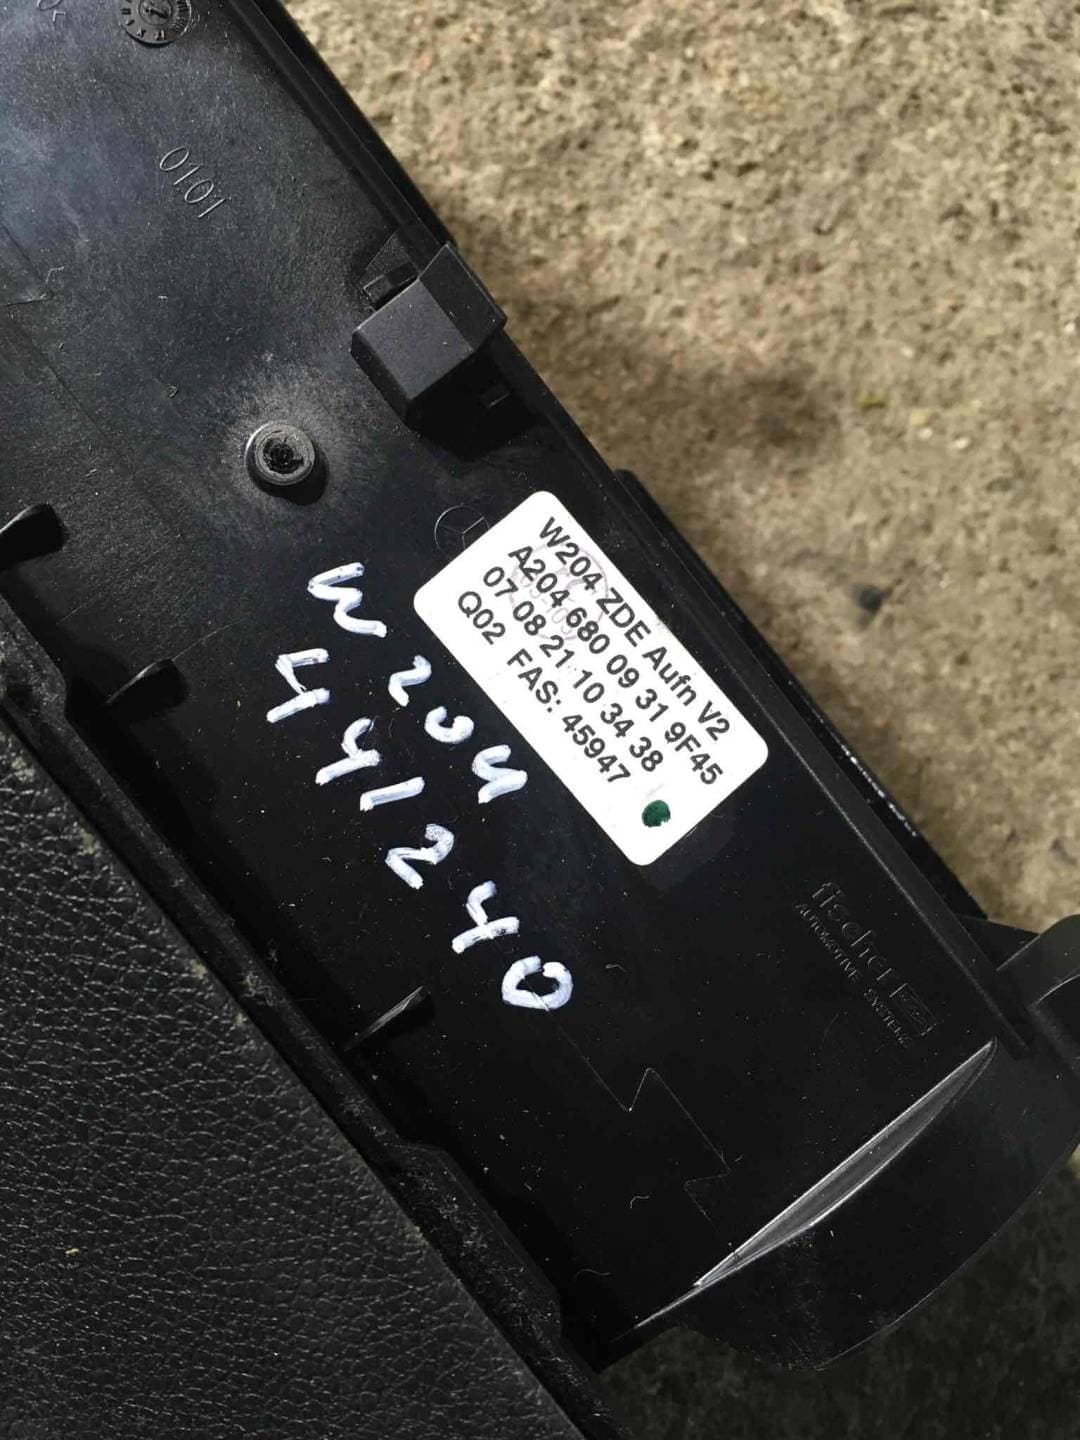 0101
W204 ZDE Aufn V2
A204 680 09 31 9F45
07 08 21 10 34 38
Q02 FAS: 45947
W204
441240
fischer
AUTOMOTIVE SYSTEMS